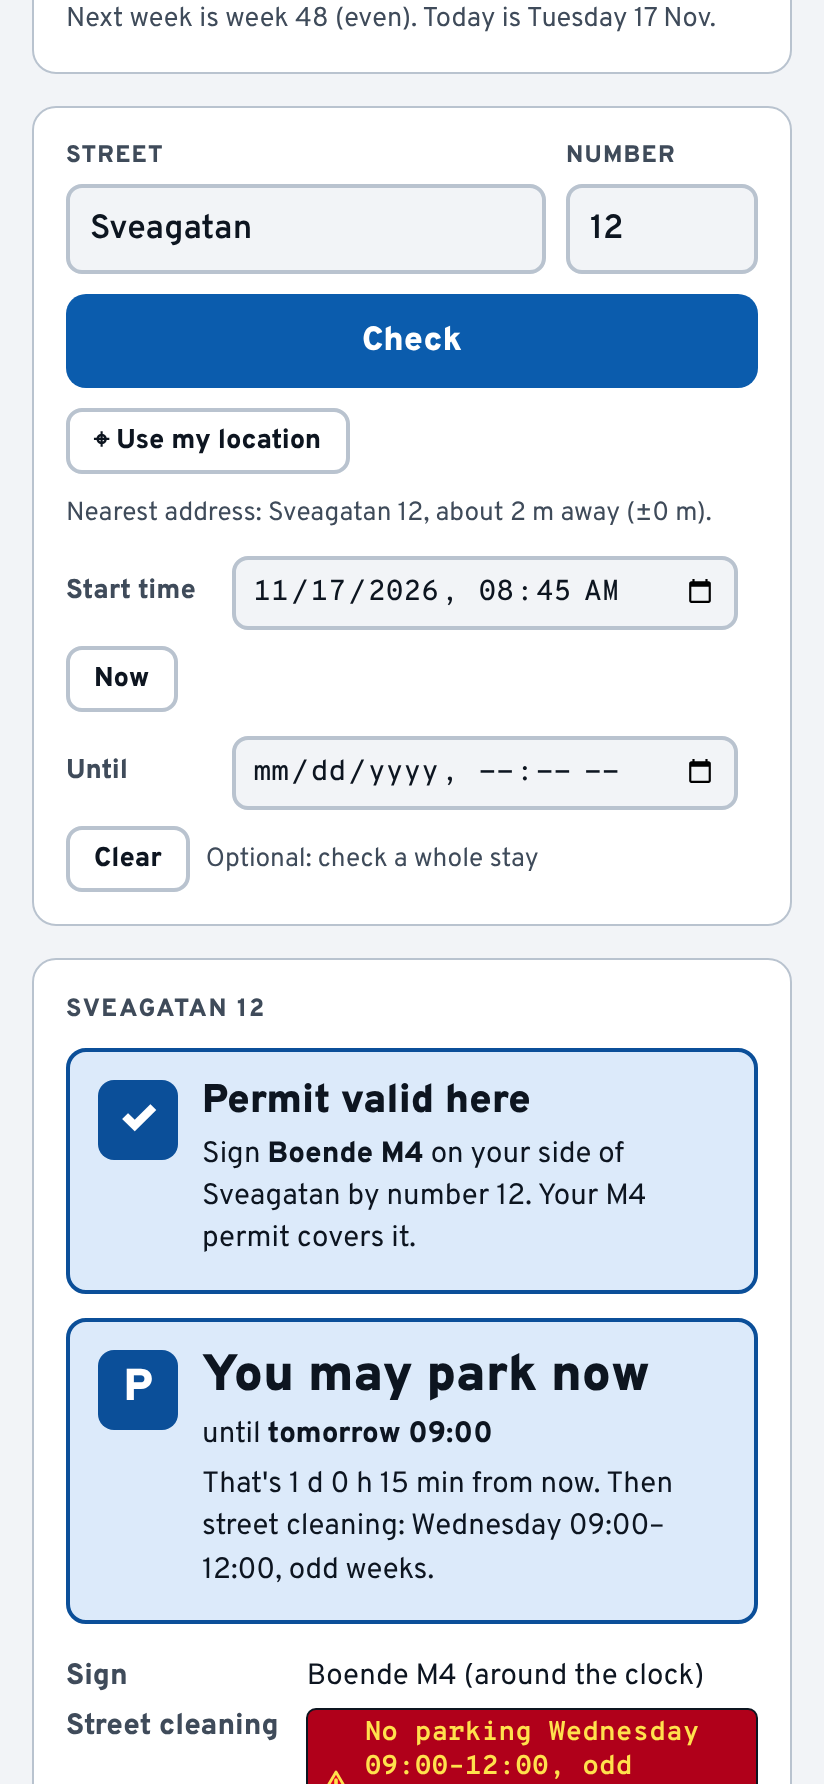 Next week is week 48 (even). Today is Tuesday 17 Nov.
STREET
NUMBER
Sveagatan
12
Check
⌖ Use my location
Nearest address: Sveagatan 12, about 2 m away (±0 m).
Start time
11/17/2026, 08:45 AM
Now
Until
mm/dd/yyyy, --:-- --
Clear
Optional: check a whole stay
SVEAGATAN 12
Permit valid here
Sign Boende M4 on your side of
Sveagatan by number 12. Your M4
permit covers it.
P
You may park now
until tomorrow 09:00
That's 1 d 0 h 15 min from now. Then
street cleaning: Wednesday 09:00–
12:00, odd weeks.
Sign
Boende M4 (around the clock)
Street cleaning
No parking Wednesday
09:00–12:00, odd